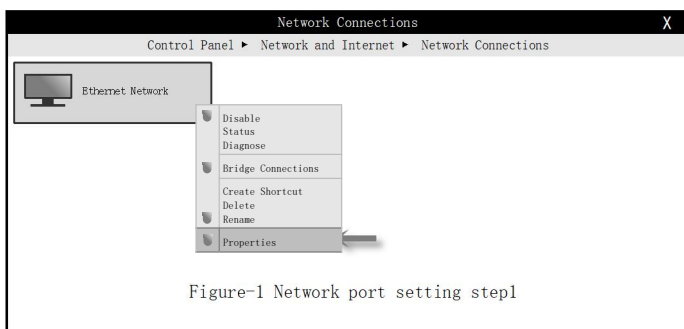 Network Connections X
Control Panel ► Network and Internet ► Network Connections
Ethernet Network
Disable
Status
Diagnose
Bridge Connections
Create Shortcut
Delete
Rename
Properties
Figure-1 Network port setting step1